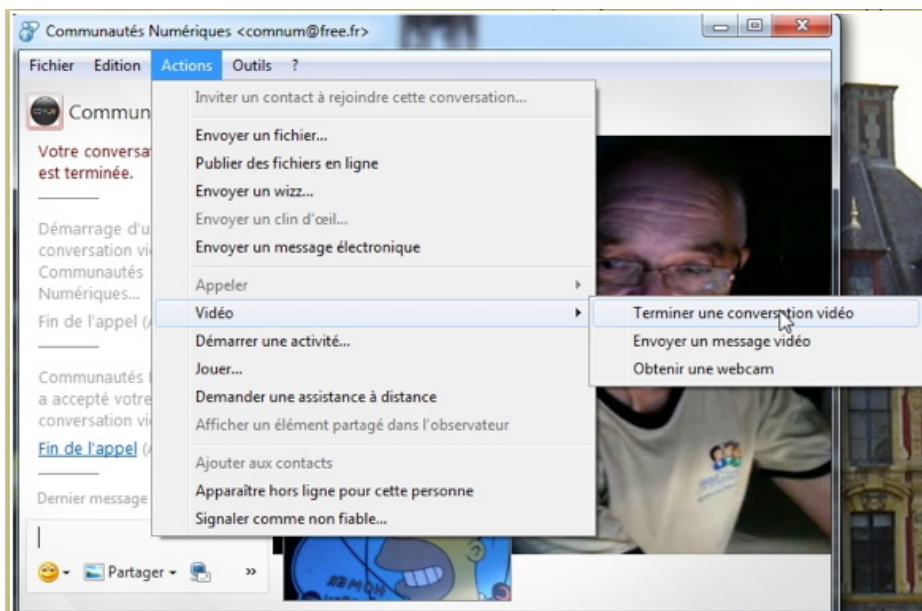 Communautés Numériques <comnum@free.fr>
Fichier Edition Actions Outils ?
Commun
Votre conversa
est terminée.
Démarrage d'u
conversation vi
Communautés
Numériques...
Fin de l'appel (
Communautés
a accepté votre
conversation vi
Fin de l'appel (
Dernier message
Partager
Inviter un contact à rejoindre cette conversation...
Envoyer un fichier...
Publier des fichiers en ligne
Envoyer un wizz...
Envoyer un clin d'œil...
Envoyer un message électronique
Appeler
Vidéo
Démarrer une activité...
Jouer...
Demander une assistance à distance
Afficher un élément partagé dans l'observateur
Ajouter aux contacts
Apparaître hors ligne pour cette personne
Signaler comme non fiable...
Terminer une conversation vidéo
Envoyer un message vidéo
Obtenir une webcam